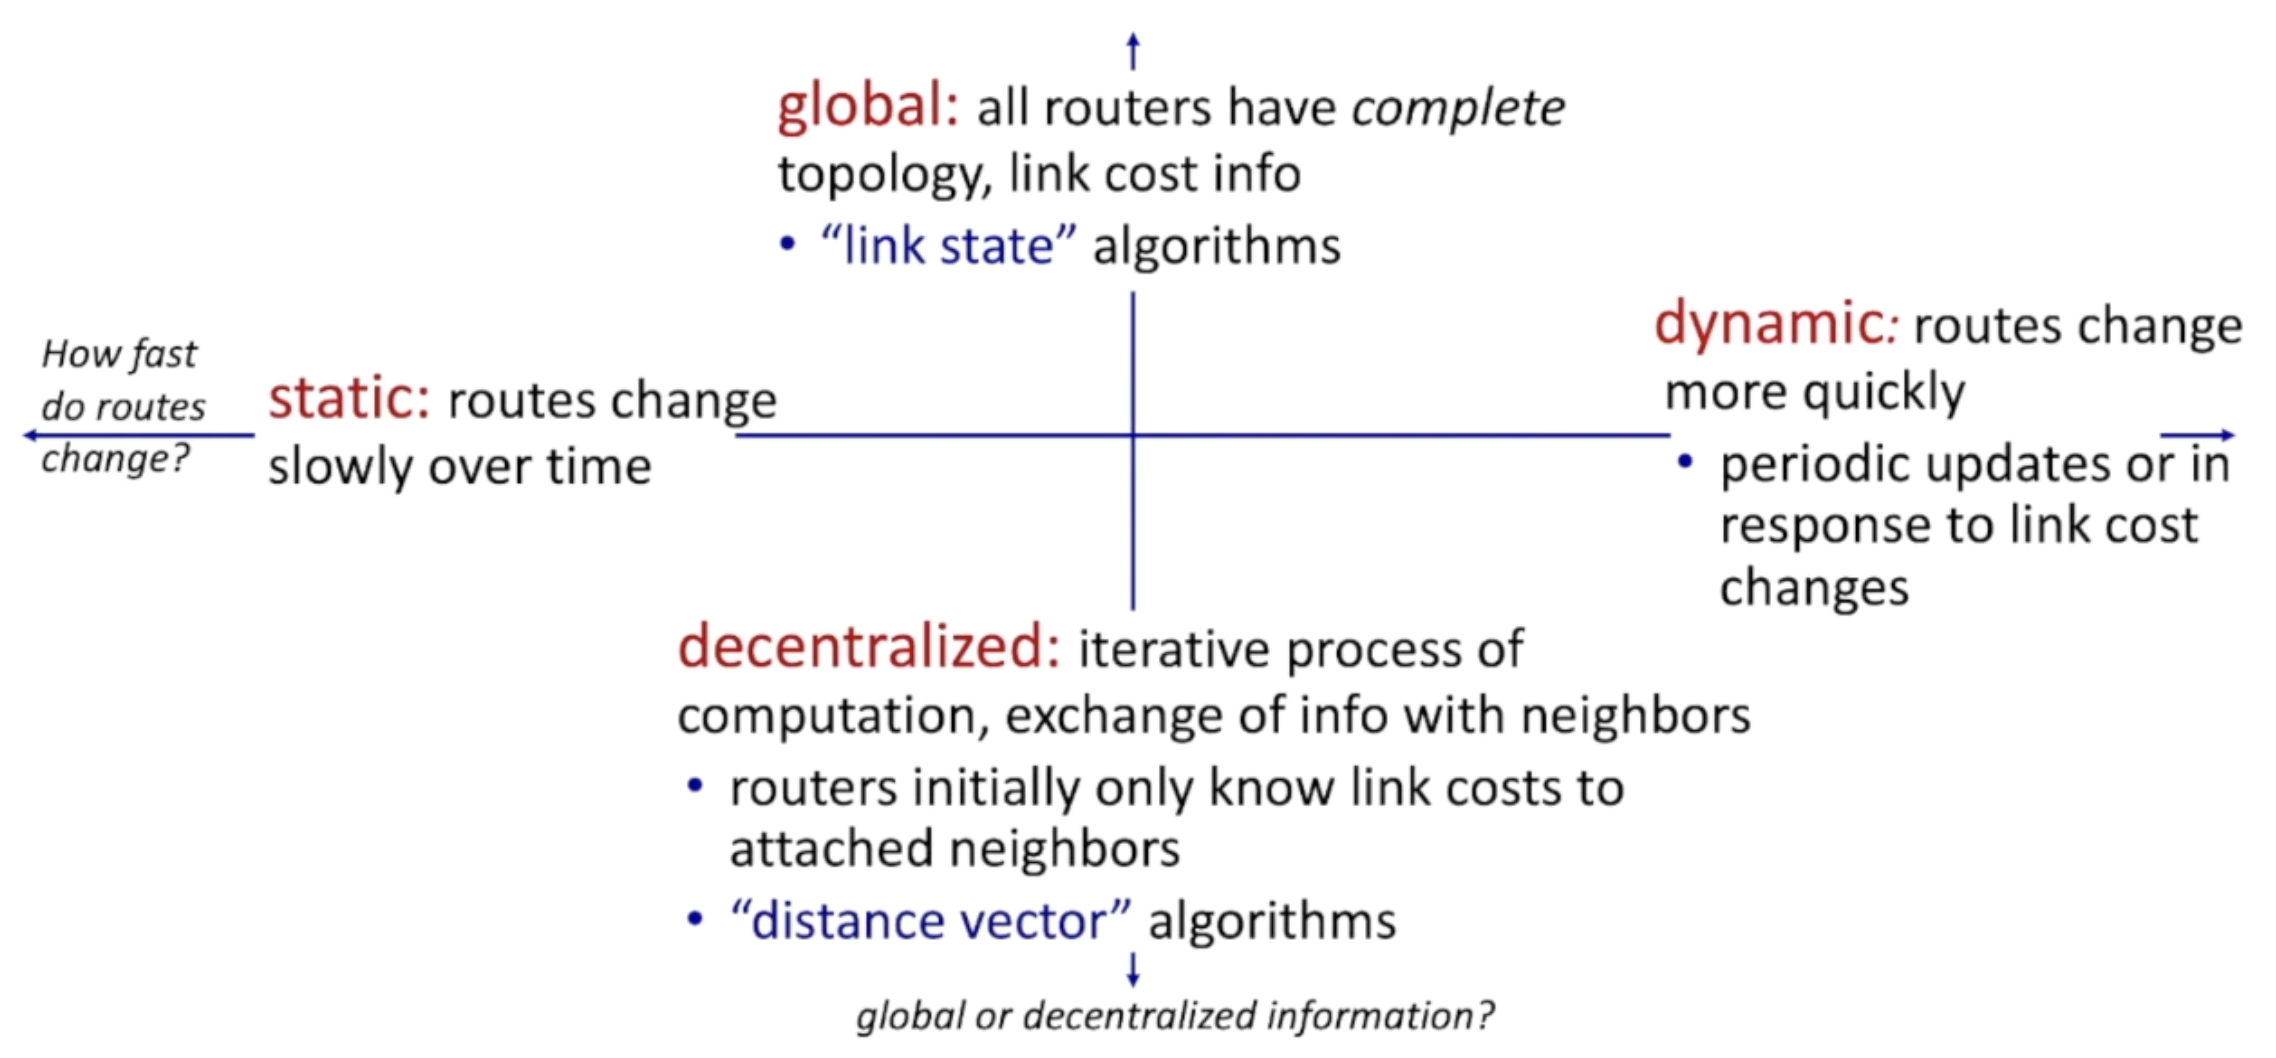 global: all routers have complete
topology, link cost info
• “link state” algorithms
How fast
do routes
change?
static: routes change
slowly over time
dynamic: routes change
more quickly
• periodic updates or in
response to link cost
changes
decentralized: iterative process of
computation, exchange of info with neighbors
• routers initially only know link costs to
attached neighbors
• “distance vector” algorithms
global or decentralized information?